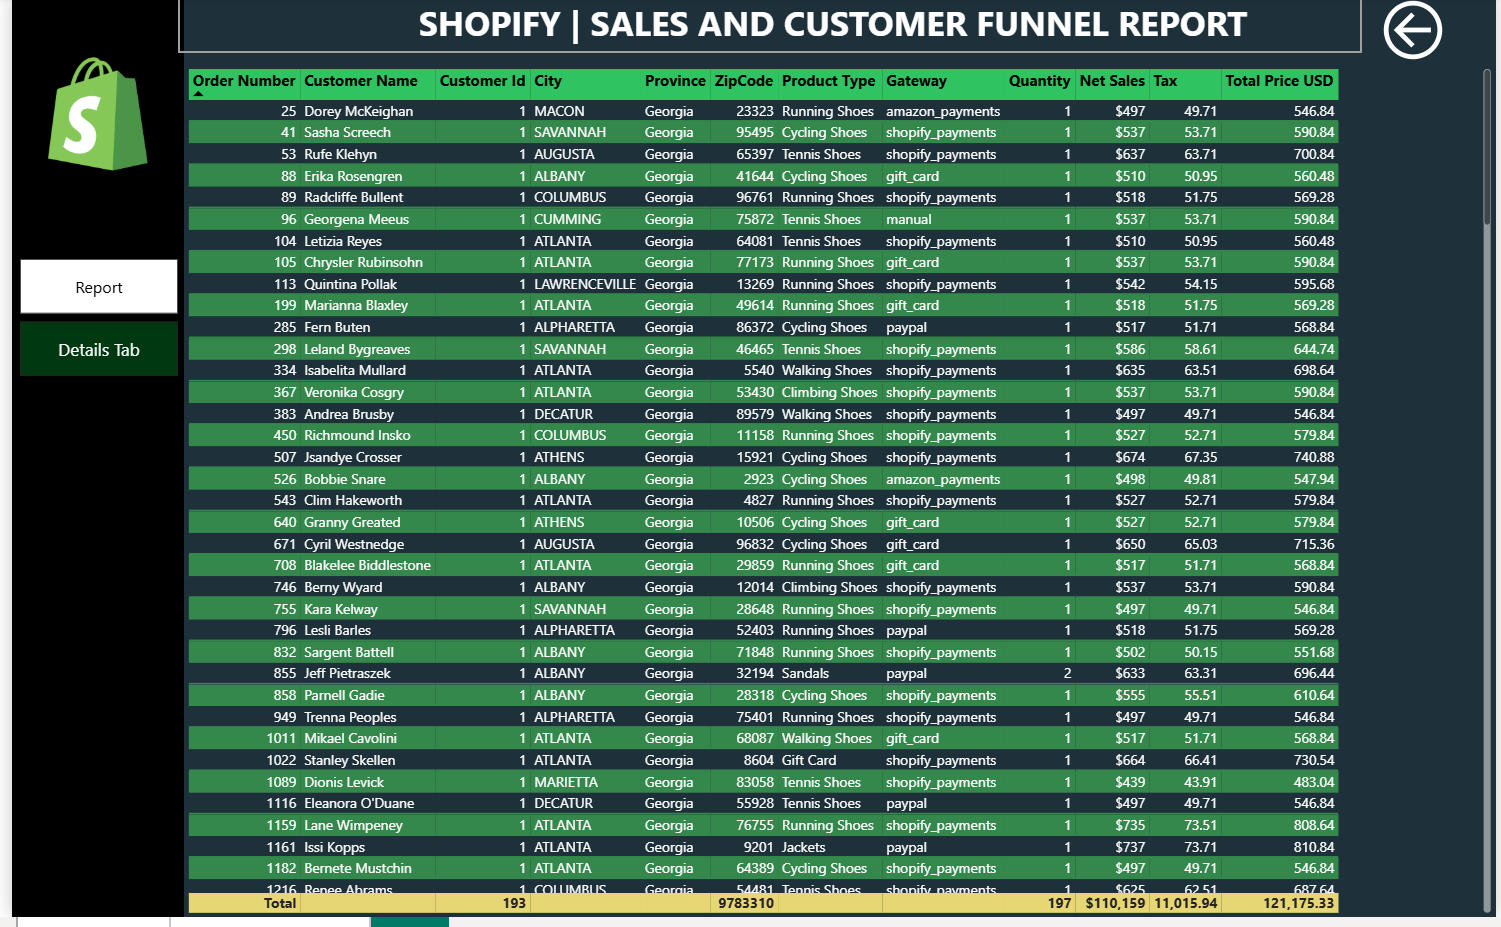 SHOPIFY | SALES AND CUSTOMER FUNNEL REPORT
S
Report
Details Tab
Order Number Customer Name Customer Id City Province ZipCode Product Type Gateway Quantity Net Sales Tax Total Price USD
25 Dorey McKeighan 1 MACON Georgia 23323 Running Shoes amazon_payments 1 $497 49.71 546.84
41 Sasha Screech 1 SAVANNAH Georgia 95495 Cycling Shoes shopify_payments 1 $537 53.71 590.84
53 Rufe Klehyn 1 AUGUSTA Georgia 65397 Tennis Shoes shopify_payments 1 $637 63.71 700.84
88 Erika Rosengren 1 ALBANY Georgia 41644 Cycling Shoes gift_card 1 $510 50.95 560.48
89 Radcliffe Bullent 1 COLUMBUS Georgia 96761 Running Shoes shopify_payments 1 $518 51.75 569.28
96 Georgena Meeus 1 CUMMING Georgia 75872 Tennis Shoes manual 1 $537 53.71 590.84
104 Letizia Reyes 1 ATLANTA Georgia 64081 Tennis Shoes shopify_payments 1 $510 50.95 560.48
105 Chrysler Rubinsohn 1 ATLANTA Georgia 77173 Running Shoes gift_card 1 $537 53.71 590.84
113 Quintina Pollak 1 LAWRENCEVILLE Georgia 13269 Running Shoes shopify_payments 1 $542 54.15 595.68
199 Marianna Blaxley 1 ATLANTA Georgia 49614 Running Shoes gift_card 1 $518 51.75 569.28
285 Fern Buten 1 ALPHARETTA Georgia 86372 Cycling Shoes paypal 1 $517 51.71 568.84
298 Leland Bygreaves 1 SAVANNAH Georgia 46465 Tennis Shoes shopify_payments 1 $586 58.61 644.74
334 Isabelita Mullard 1 ATLANTA Georgia 5540 Walking Shoes shopify_payments 1 $635 63.51 698.64
367 Veronika Cosgry 1 ATLANTA Georgia 53430 Climbing Shoes shopify_payments 1 $537 53.71 590.84
383 Andrea Brusby 1 DECATUR Georgia 89579 Walking Shoes shopify_payments 1 $497 49.71 546.84
450 Richmound Insko 1 COLUMBUS Georgia 11158 Running Shoes shopify_payments 1 $527 52.71 579.84
507 Jsandye Crosser 1 ATHENS Georgia 15921 Cycling Shoes shopify_payments 1 $674 67.35 740.88
526 Bobbie Snare 1 ALBANY Georgia 2923 Cycling Shoes amazon_payments 1 $498 49.81 547.94
543 Clim Hakeworth 1 ATLANTA Georgia 4827 Running Shoes shopify_payments 1 $527 52.71 579.84
640 Granny Greated 1 ATHENS Georgia 10506 Cycling Shoes gift_card 1 $527 52.71 579.84
671 Cyril Westnedge 1 AUGUSTA Georgia 96832 Cycling Shoes gift_card 1 $650 65.03 715.36
708 Blakelee Biddlestone 1 ATLANTA Georgia 29859 Running Shoes gift_card 1 $517 51.71 568.84
746 Berny Wyard 1 ALBANY Georgia 12014 Climbing Shoes shopify_payments 1 $537 53.71 590.84
755 Kara Kelway 1 SAVANNAH Georgia 28648 Running Shoes shopify_payments 1 $497 49.71 546.84
796 Lesli Barles 1 ALPHARETTA Georgia 52403 Running Shoes paypal 1 $518 51.75 569.28
832 Sargent Battell 1 ALBANY Georgia 71848 Running Shoes shopify_payments 1 $502 50.15 551.68
855 Jeff Pietraszek 1 ALBANY Georgia 32194 Sandals paypal 2 $633 63.31 696.44
858 Parnell Gadie 1 ALBANY Georgia 28318 Cycling Shoes shopify_payments 1 $555 55.51 610.64
949 Trenna Peoples 1 ALPHARETTA Georgia 75401 Running Shoes shopify_payments 1 $497 49.71 546.84
1011 Mikael Cavolini 1 ATLANTA Georgia 68087 Walking Shoes gift_card 1 $517 51.71 568.84
1022 Stanley Skellen 1 ATLANTA Georgia 8604 Gift Card shopify_payments 1 $664 66.41 730.54
1089 Dionis Levick 1 MARIETTA Georgia 83058 Tennis Shoes shopify_payments 1 $439 43.91 483.04
1116 Eleanora O'Duane 1 DECATUR Georgia 55928 Tennis Shoes paypal 1 $497 49.71 546.84
1159 Lane Wimpeney 1 ATLANTA Georgia 76755 Running Shoes shopify_payments 1 $735 73.51 808.64
1161 Issi Kopps 1 ATLANTA Georgia 9201 Jackets paypal 1 $737 73.71 810.84
1182 Bernete Mustchin 1 ATLANTA Georgia 64389 Cycling Shoes shopify_payments 1 $497 49.71 546.84
1216 Renee Abrams 1 COLUMBUS Georgia 54481 Tennis Shoes shopify_payments 1 $625 62.51 687.64
Total 193 9783310 197 $110,159 11,015.94 121,175.33